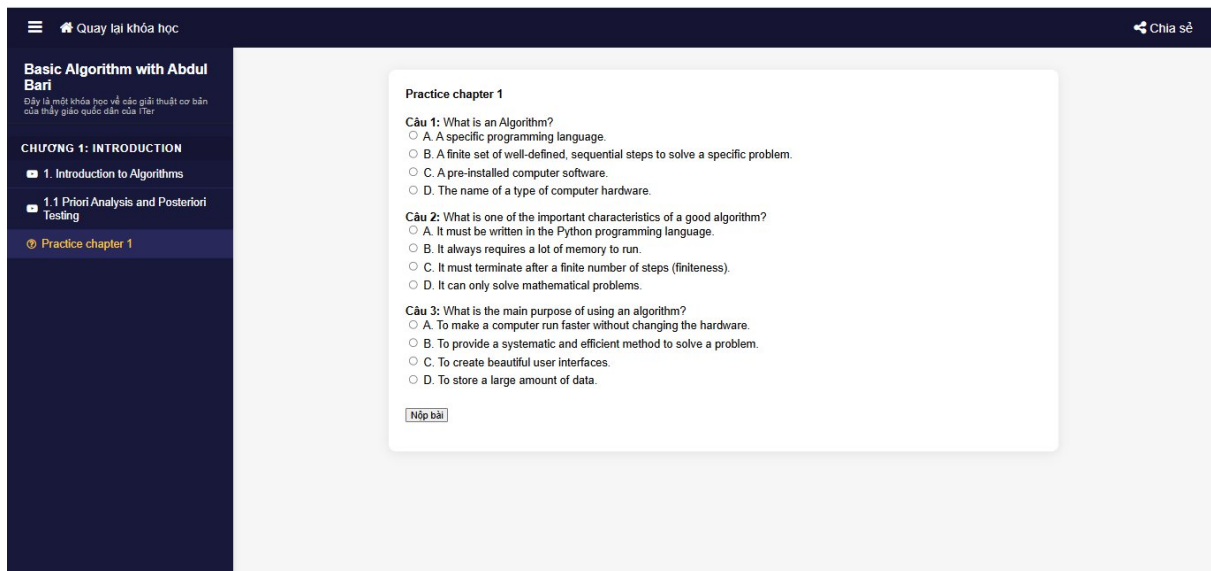 Quay lại khóa học
Chia sẻ
Basic Algorithm with Abdul
Bari
Đây là một khóa học về các giải thuật cơ bản
của thầy giáo quốc dân của ITer
CHƯƠNG 1: INTRODUCTION
1. Introduction to Algorithms
1.1 Priori Analysis and Posteriori
Testing
Practice chapter 1
Practice chapter 1
Câu 1: What is an Algorithm?
A. A specific programming language.
B. A finite set of well-defined, sequential steps to solve a specific problem.
C. A pre-installed computer software.
D. The name of a type of computer hardware.
Câu 2: What is one of the important characteristics of a good algorithm?
A. It must be written in the Python programming language.
B. It always requires a lot of memory to run.
C. It must terminate after a finite number of steps (finiteness).
D. It can only solve mathematical problems.
Câu 3: What is the main purpose of using an algorithm?
A. To make a computer run faster without changing the hardware.
B. To provide a systematic and efficient method to solve a problem.
C. To create beautiful user interfaces.
D. To store a large amount of data.
Nộp bài